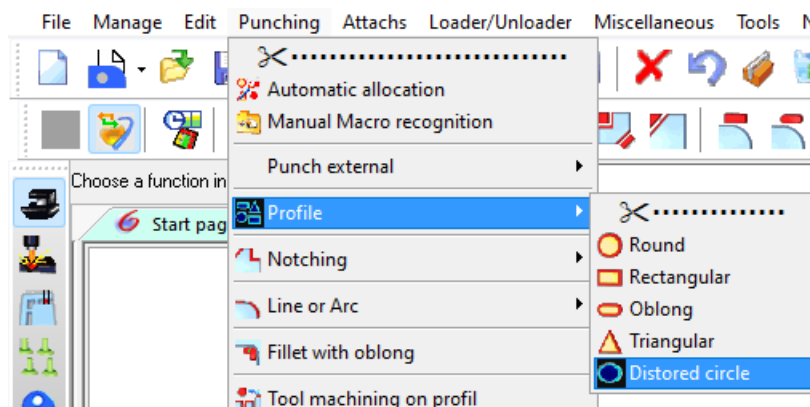 File Manage Edit Punching Attachs Loader/Unloader Miscellaneous Tools
Automatic allocation
Manual Macro recognition
Punch external
Choose a function in
Profile
Start pag
Round
Notching
Rectangular
Line or Arc
Oblong
Triangular
Fillet with oblong
Distored circle
Tool machining on profil